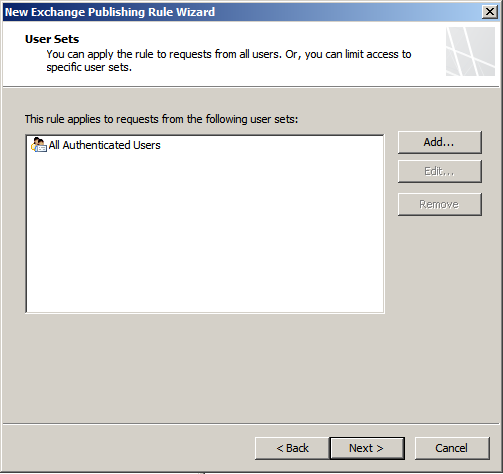 New Exchange Publishing Rule Wizard
User Sets
You can apply the rule to requests from all users. Or, you can limit access to
specific user sets.
This rule applies to requests from the following user sets:
All Authenticated Users
Add...
Edit...
Remove
< Back
Next >
Cancel